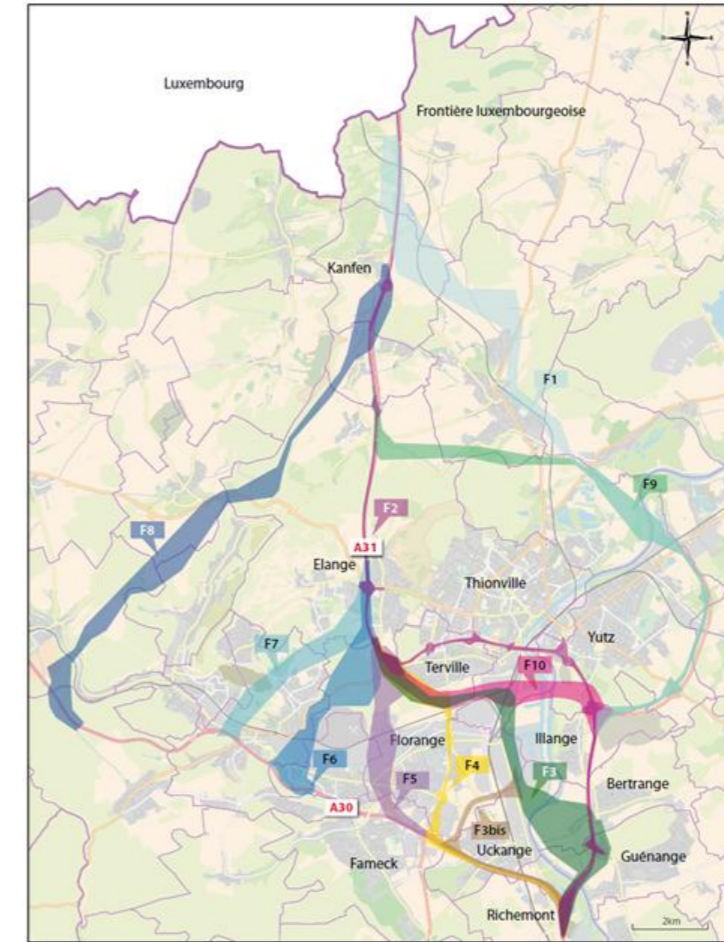 Luxembourg
Frontière luxembourgeoise
Kanfen
F1
F9
F2
F8
A31
Elange
Thionville
Yutz
F7
Terville
F10
Florange
Illange
F6
F4
F3
F5
Bertrange
A30
F3bis
Uckange
Guénange
Fameck
Richemont
2km